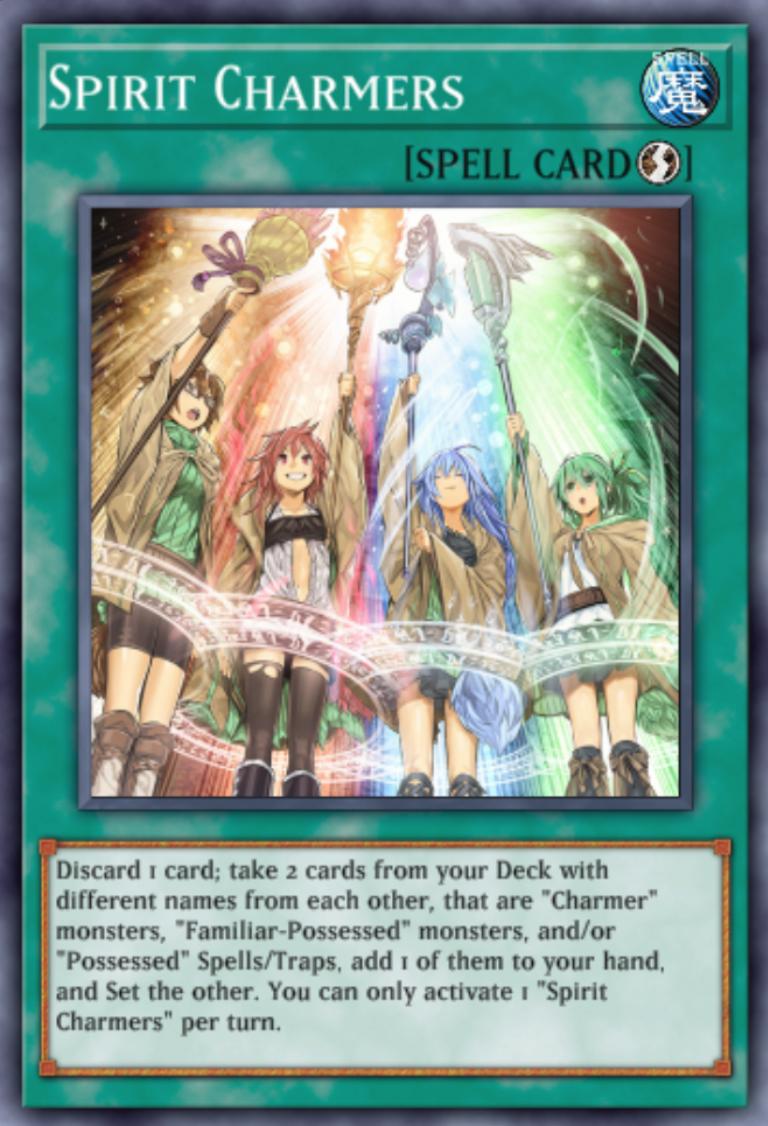 SPIRIT CHARMERS
SPELL
魔
[SPELL CARD]
Discard 1 card; take 2 cards from your Deck with
different names from each other, that are "Charmer"
monsters, "Familiar-Possessed" monsters, and/or
"Possessed" Spells/Traps, add 1 of them to your hand,
and Set the other. You can only activate 1 "Spirit
Charmers" per turn.